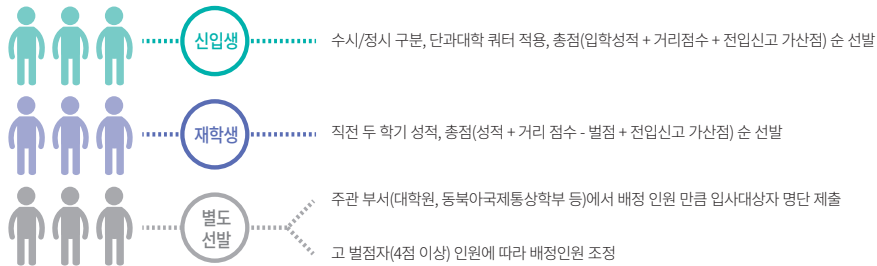 신입생
수시/정시 구분, 단과대학 쿼터 적용, 총점(입학성적 + 거리점수 + 전입신고 가산점) 순 선발
재학생
직전 두 학기 성적, 총점(성적 + 거리 점수 - 벌점 + 전입신고 가산점) 순 선발
별도
선발
주관 부서(대학원, 동북아국제통상학부 등)에서 배정 인원 만큼 입사대상자 명단 제출
고 벌점자(4점 이상) 인원에 따라 배정인원 조정